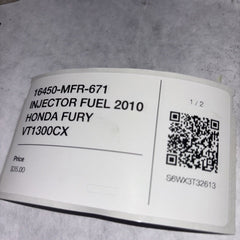 16450-MFR-671
INJECTOR FUEL 2010
HONDA FURY
VT1300CX
Price
$35.00
1 / 2
S6WX3T32613